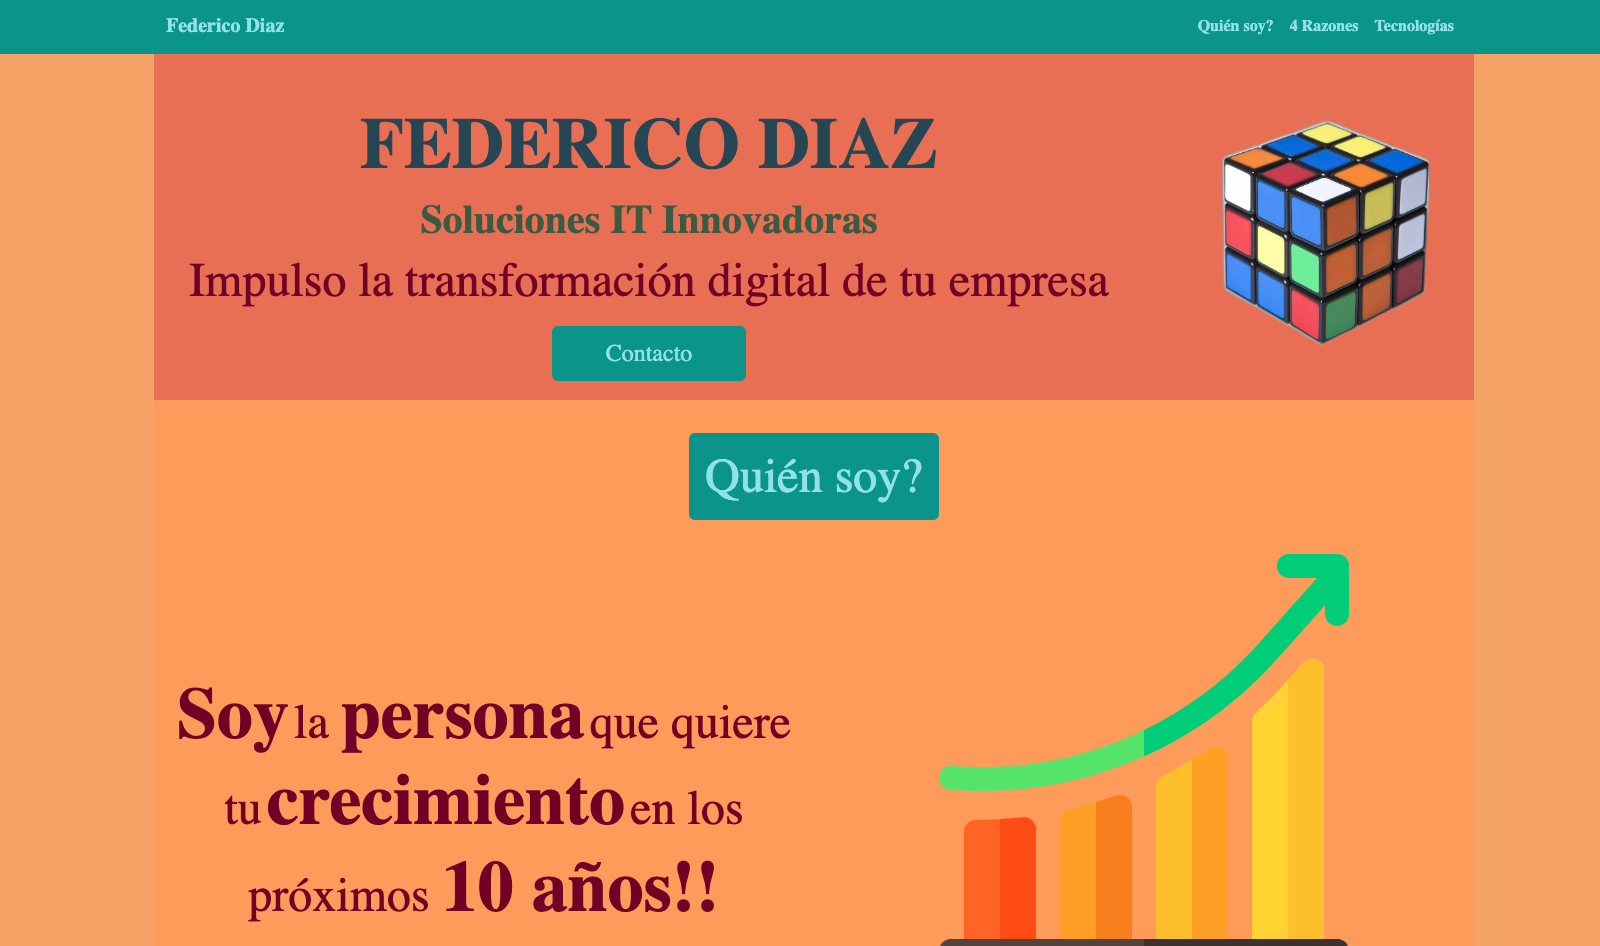 Federico Diaz
Quién soy? 4 Razones Tecnologías
FEDERICO DIAZ
Soluciones IT Innovadoras
Impulso la transformación digital de tu empresa
Contacto
Quién soy?
Soy la persona que quiere
tu crecimiento en los
próximos 10 años!!